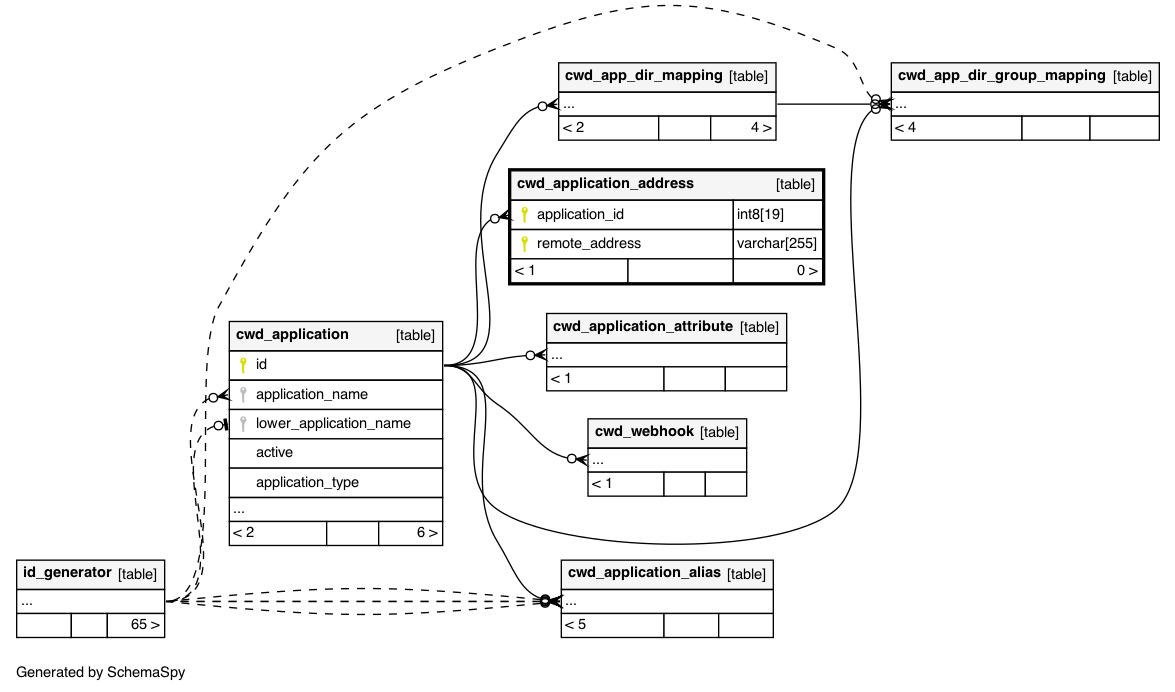 cwd_app_dir_mapping [table]
...
< 2 4 >
cwd_app_dir_group_mapping [table]
...
< 4
cwd_application_address [table]
application_id int8[19]
remote_address varchar[255]
< 1 0 >
cwd_application [table]
id
application_name
lower_application_name
active
application_type
...
< 2 6 >
cwd_application_attribute [table]
...
< 1
cwd_webhook [table]
...
< 1
id_generator [table]
...
65 >
cwd_application_alias [table]
...
< 5
Generated by SchemaSpy